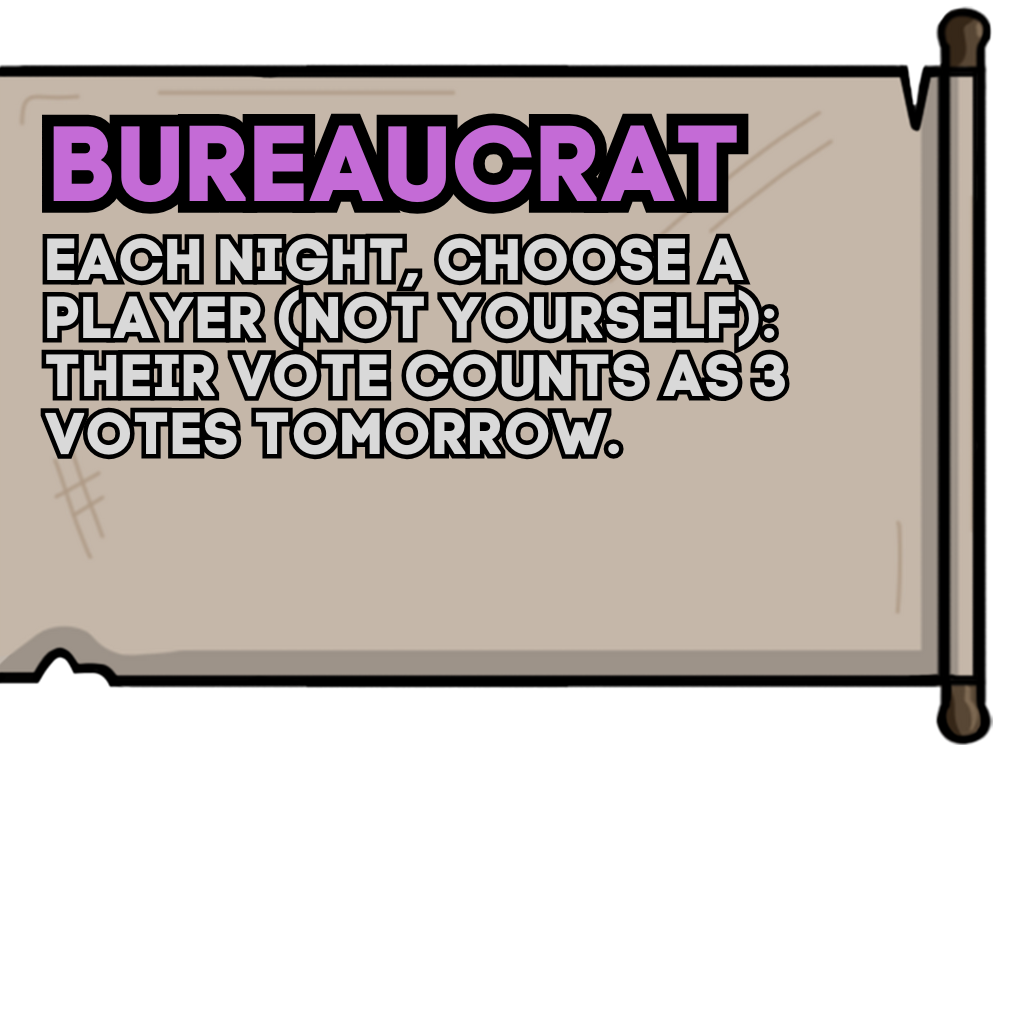 BUREAUCRAT
EACH NIGHT, CHOOSE A
PLAYER (NOT YOURSELF):
THEIR VOTE COUNTS AS 3
VOTES TOMORROW.